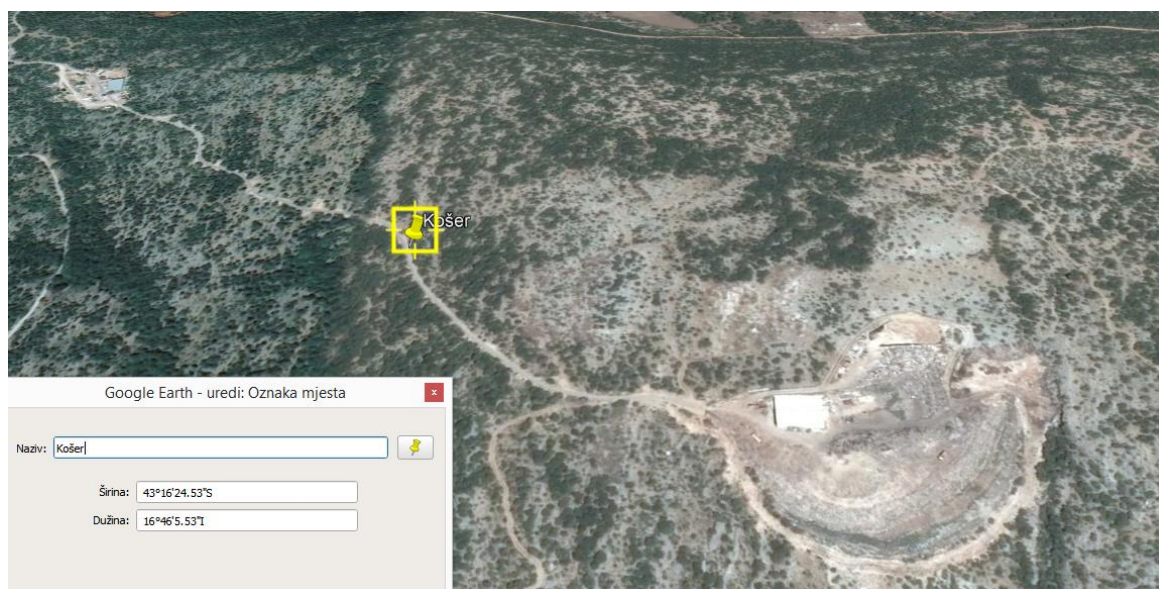 Košer
Google Earth - uredi: Oznaka mjesta
x
Naziv: Košer
Širina: 43°16'24.53"S
Dužina: 16°46'5.53"I